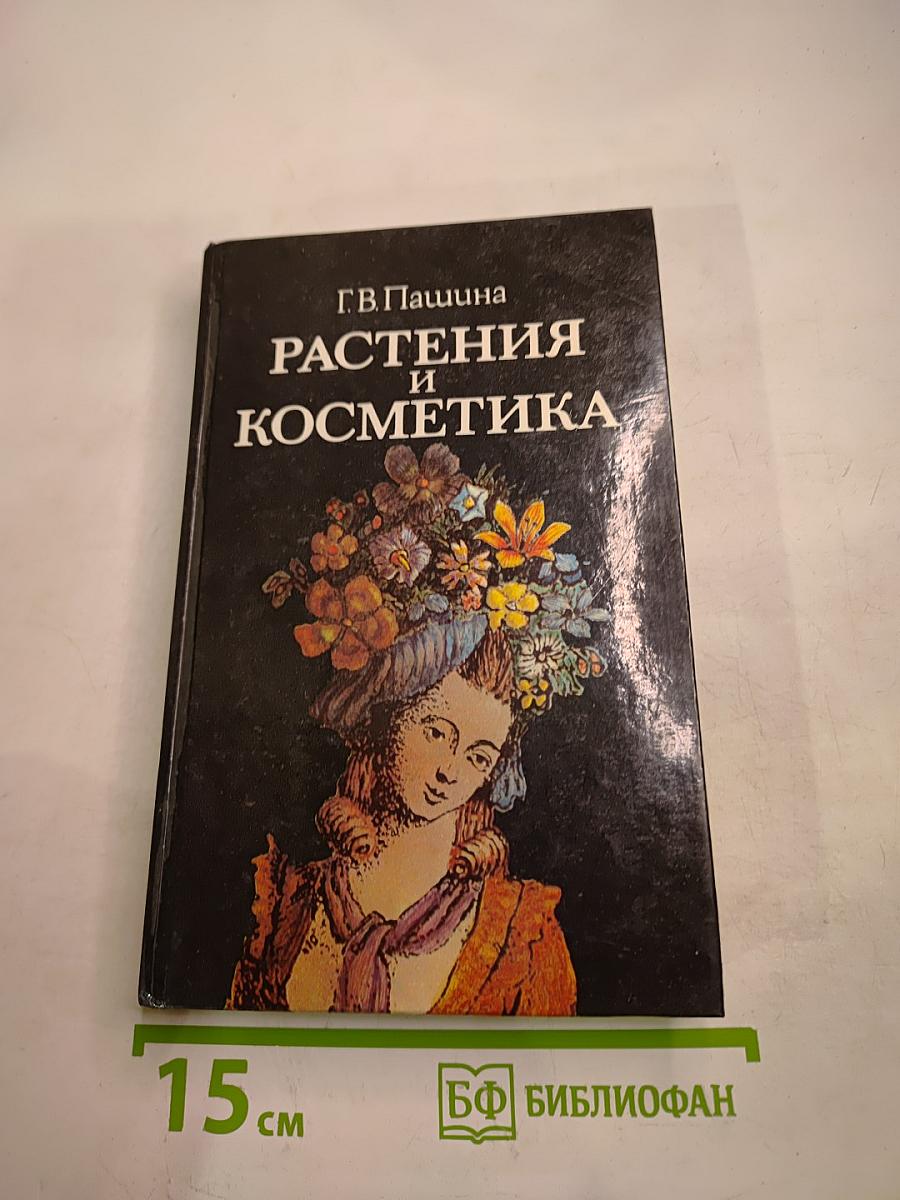 Г. В. Пашина
РАСТЕНИЯ
И
КОСМЕТИКА
15 см
БФ БИБЛИОФАН